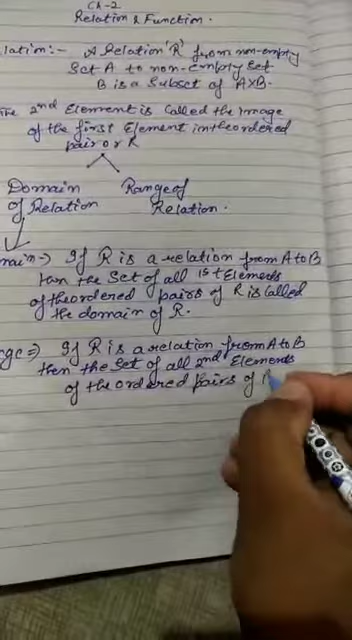 Ch-2
Relation & Function.
lation:- A Relation 'R' from non-empty
Set A to non-empty Set
B is a Subset of A×B.
The 2nd Element is Called the Image
of the first Element in the ordered
pair or R
Domain Range of
of Relation Relation.
main⇒ If R is a relation from A to B
then the Set of all 1st Elements
of the ordered pairs of R is Called
the domain of R.
nge⇒ If R is a relation from A to B
then the Set of all 2nd Elements
of the ordered pairs of